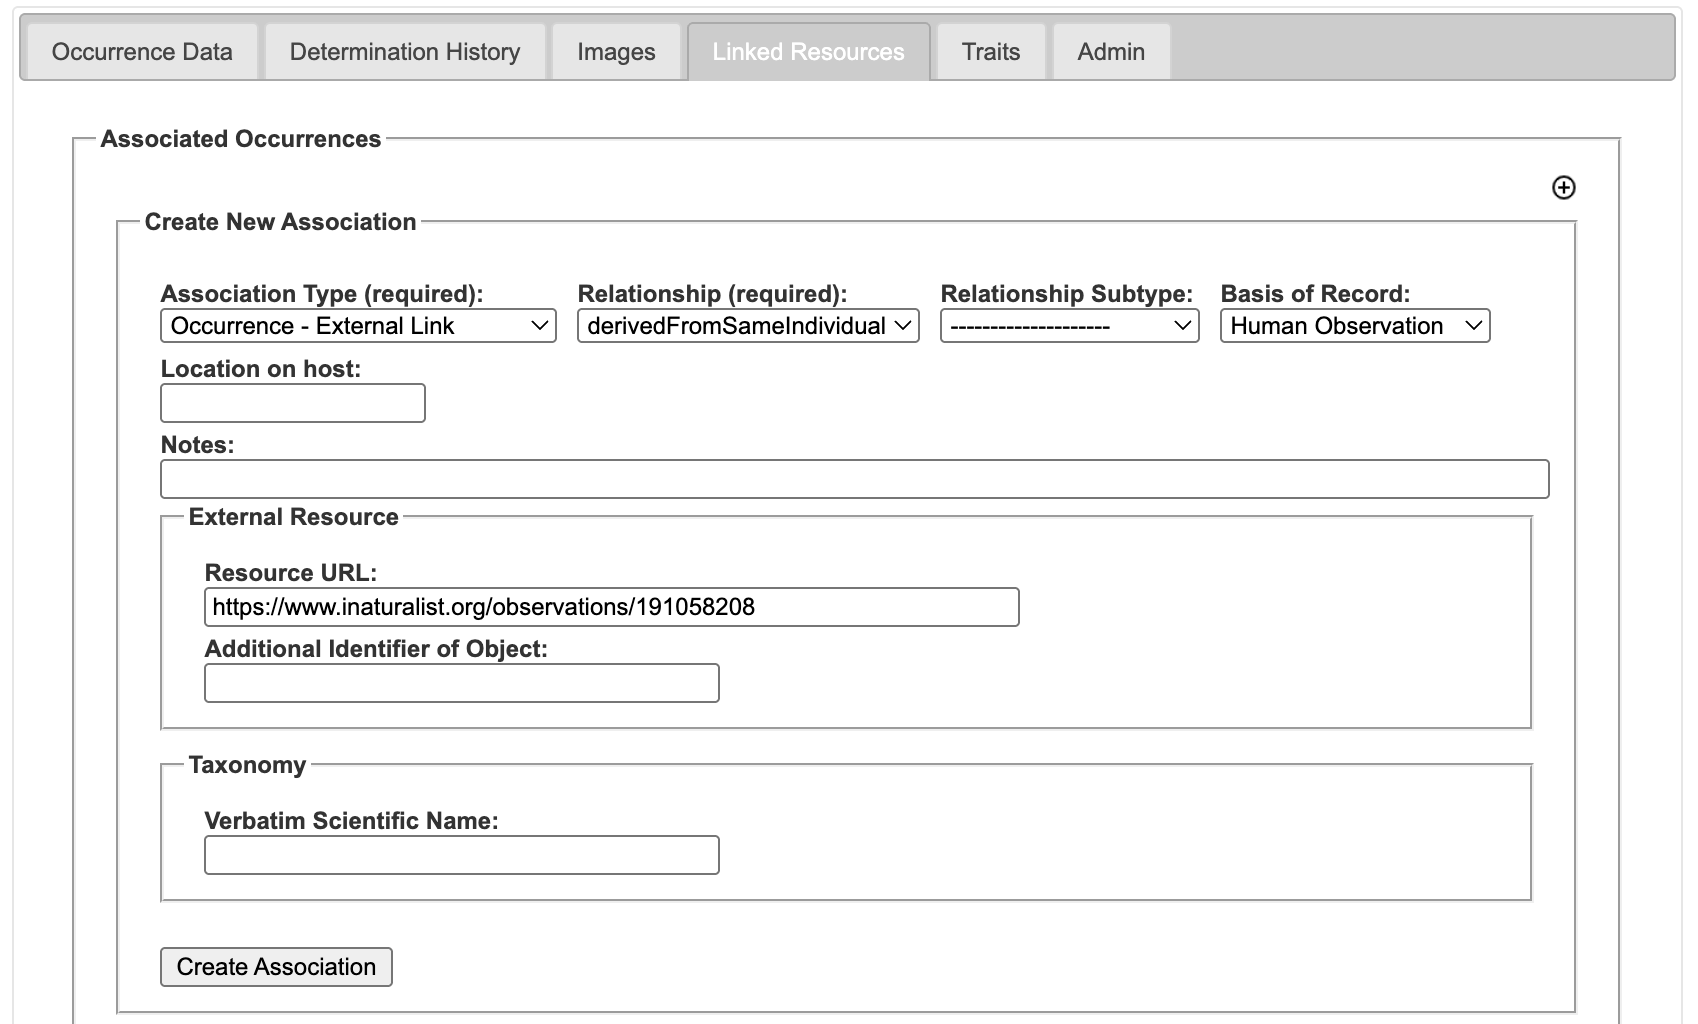 Occurrence Data Determination History Images Linked Resources Traits Admin
Associated Occurrences
Create New Association
Association Type (required): Relationship (required): Relationship Subtype: Basis of Record:
Occurrence - External Link derivedFromSameIndividual -------------------- Human Observation
Location on host:
Notes:
External Resource
Resource URL:
https://www.inaturalist.org/observations/191058208
Additional Identifier of Object:
Taxonomy
Verbatim Scientific Name:
Create Association